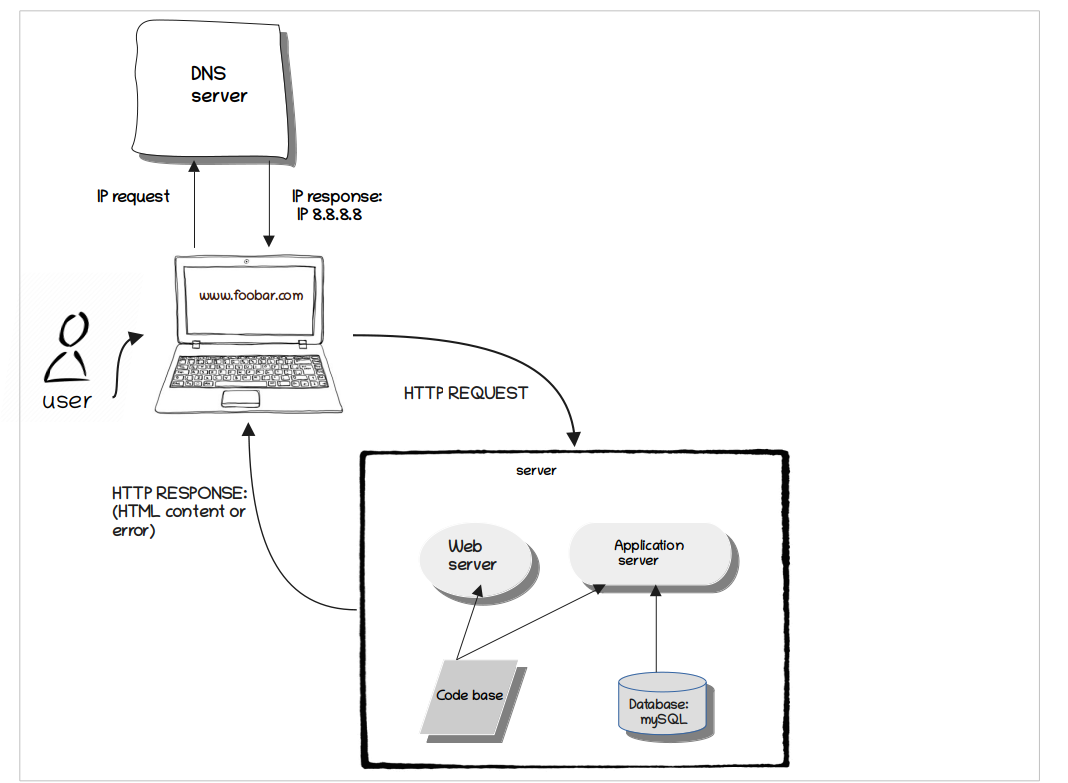 DNS
server
IP request
IP response:
IP 8.8.8.8
www.foobar.com
user
HTTP REQUEST
HTTP RESPONSE:
(HTML content or
error)
server
Web
server
Application
server
Code base
Database:
mySQL